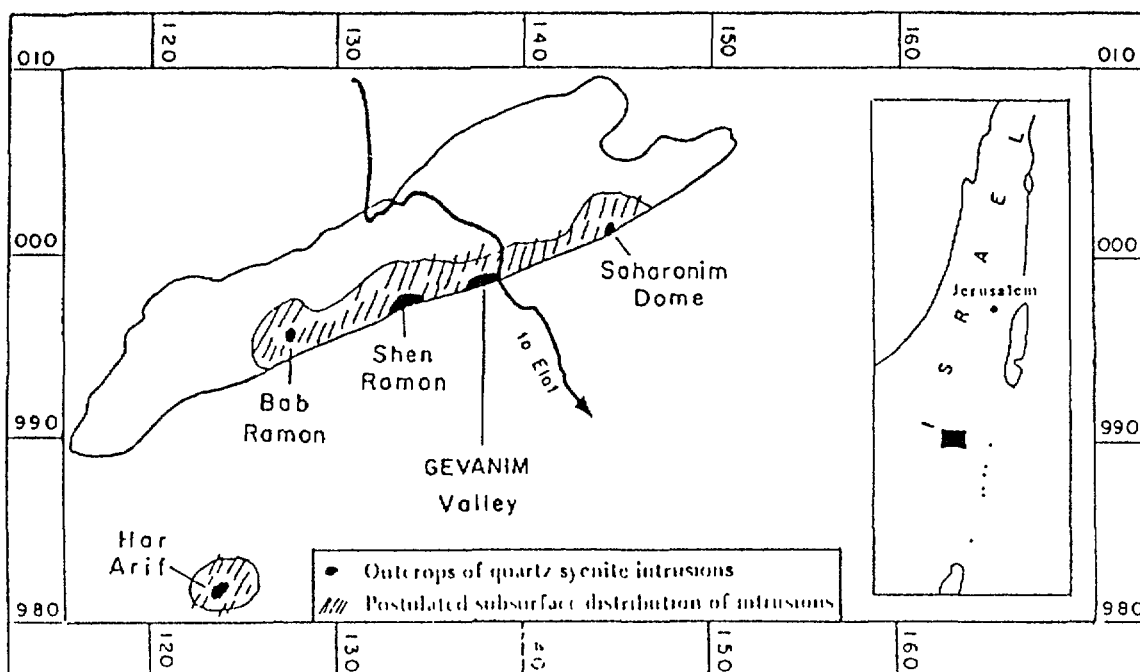 120
130
140
150
160
010
010
000
000
990
990
980
980
Saharonim
Dome
Shen
Ramon
Bab
Ramon
GEVANIM
Valley
to Elat
Har
Arif
Outcrops of quartz syenite intrusions
Postulated subsurface distribution of intrusions
ISRAEL
Jerusalem
120
130
140
150
160